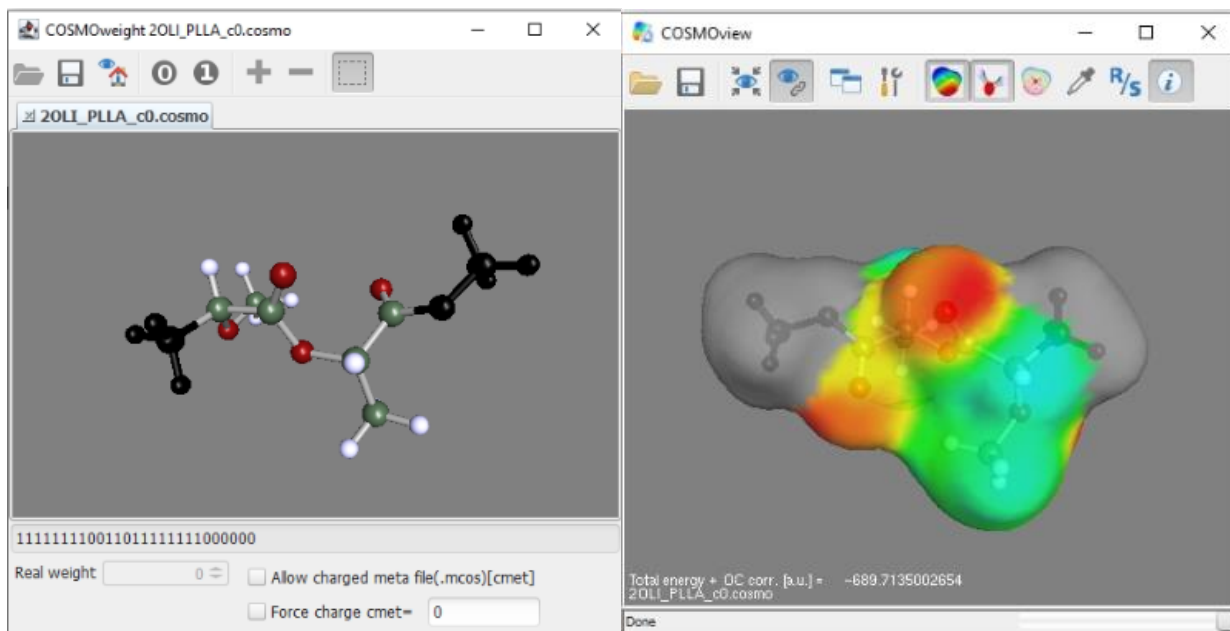 COSMOweight 2OLI_PLLA_c0.cosmo
COSMOview
R/S
2OLI_PLLA_c0.cosmo
Real weight
0
Allow charged meta file(.mcos)[cmet]
Force charge cmet=
0
Total energy + OC corr. [a.u.] = -689.7135002654
2OLI_PLLA_c0.cosmo
Done